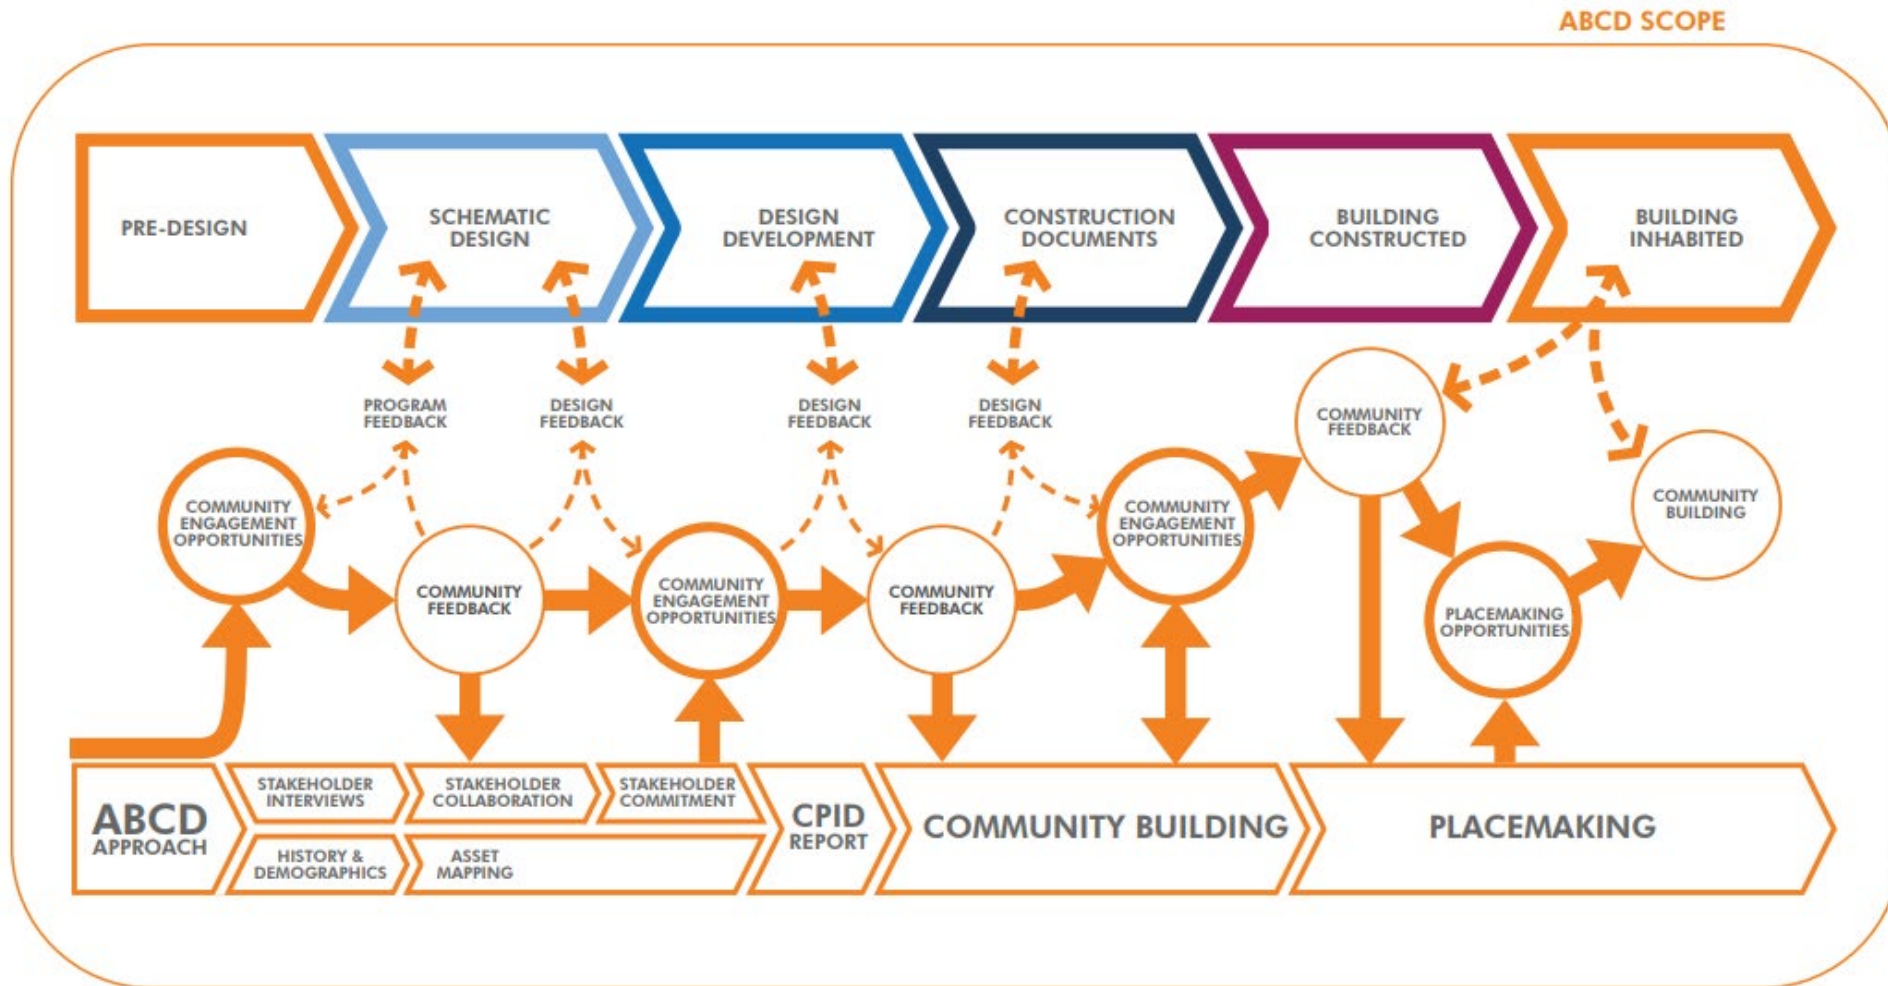 ABCD SCOPE
PRE-DESIGN
SCHEMATIC
DESIGN
DESIGN
DEVELOPMENT
CONSTRUCTION
DOCUMENTS
BUILDING
CONSTRUCTED
BUILDING
INHABITED
PROGRAM
FEEDBACK
DESIGN
FEEDBACK
DESIGN
FEEDBACK
DESIGN
FEEDBACK
COMMUNITY
ENGAGEMENT
OPPORTUNITIES
COMMUNITY
FEEDBACK
COMMUNITY
ENGAGEMENT
OPPORTUNITIES
COMMUNITY
FEEDBACK
COMMUNITY
ENGAGEMENT
OPPORTUNITIES
COMMUNITY
FEEDBACK
PLACEMAKING
OPPORTUNITIES
COMMUNITY
BUILDING
ABCD
APPROACH
STAKEHOLDER
INTERVIEWS
STAKEHOLDER
COLLABORATION
STAKEHOLDER
COMMITMENT
HISTORY &
DEMOGRAPHICS
ASSET
MAPPING
CPID
REPORT
COMMUNITY BUILDING
PLACEMAKING